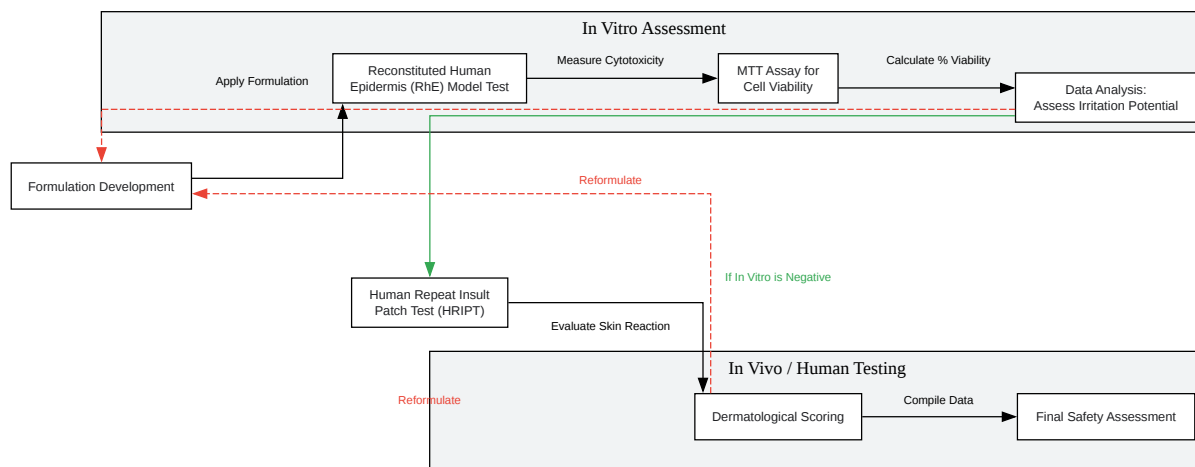 In Vitro Assessment
Apply Formulation
Reconstituted Human
Epidermis (RhE) Model Test
Measure Cytotoxicity
MTT Assay for
Cell Viability
Calculate % Viability
Data Analysis:
Assess Irritation Potential
Formulation Development
Reformulate
If In Vitro is Negative
Human Repeat Insult
Patch Test (HRIPT)
Evaluate Skin Reaction
In Vivo / Human Testing
Reformulate
Dermatological Scoring
Compile Data
Final Safety Assessment